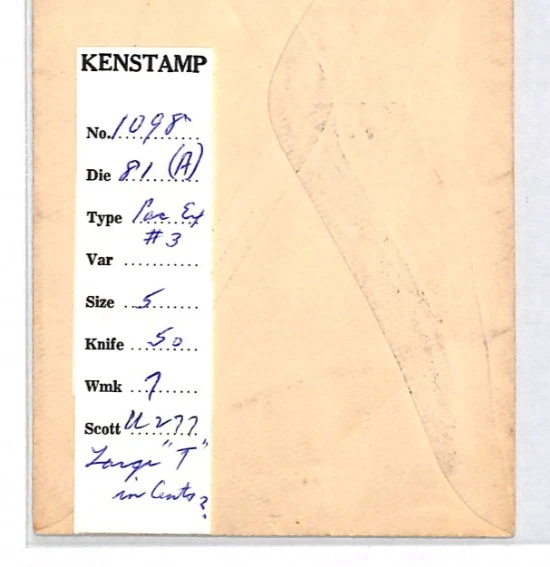 KENSTAMP
No. 1098
Die 81 (A)
Type Pac Ex
#3
Var ............
Size 5
Knife 50
Wmk 7
Scott U277
Large "T"
in Cents?